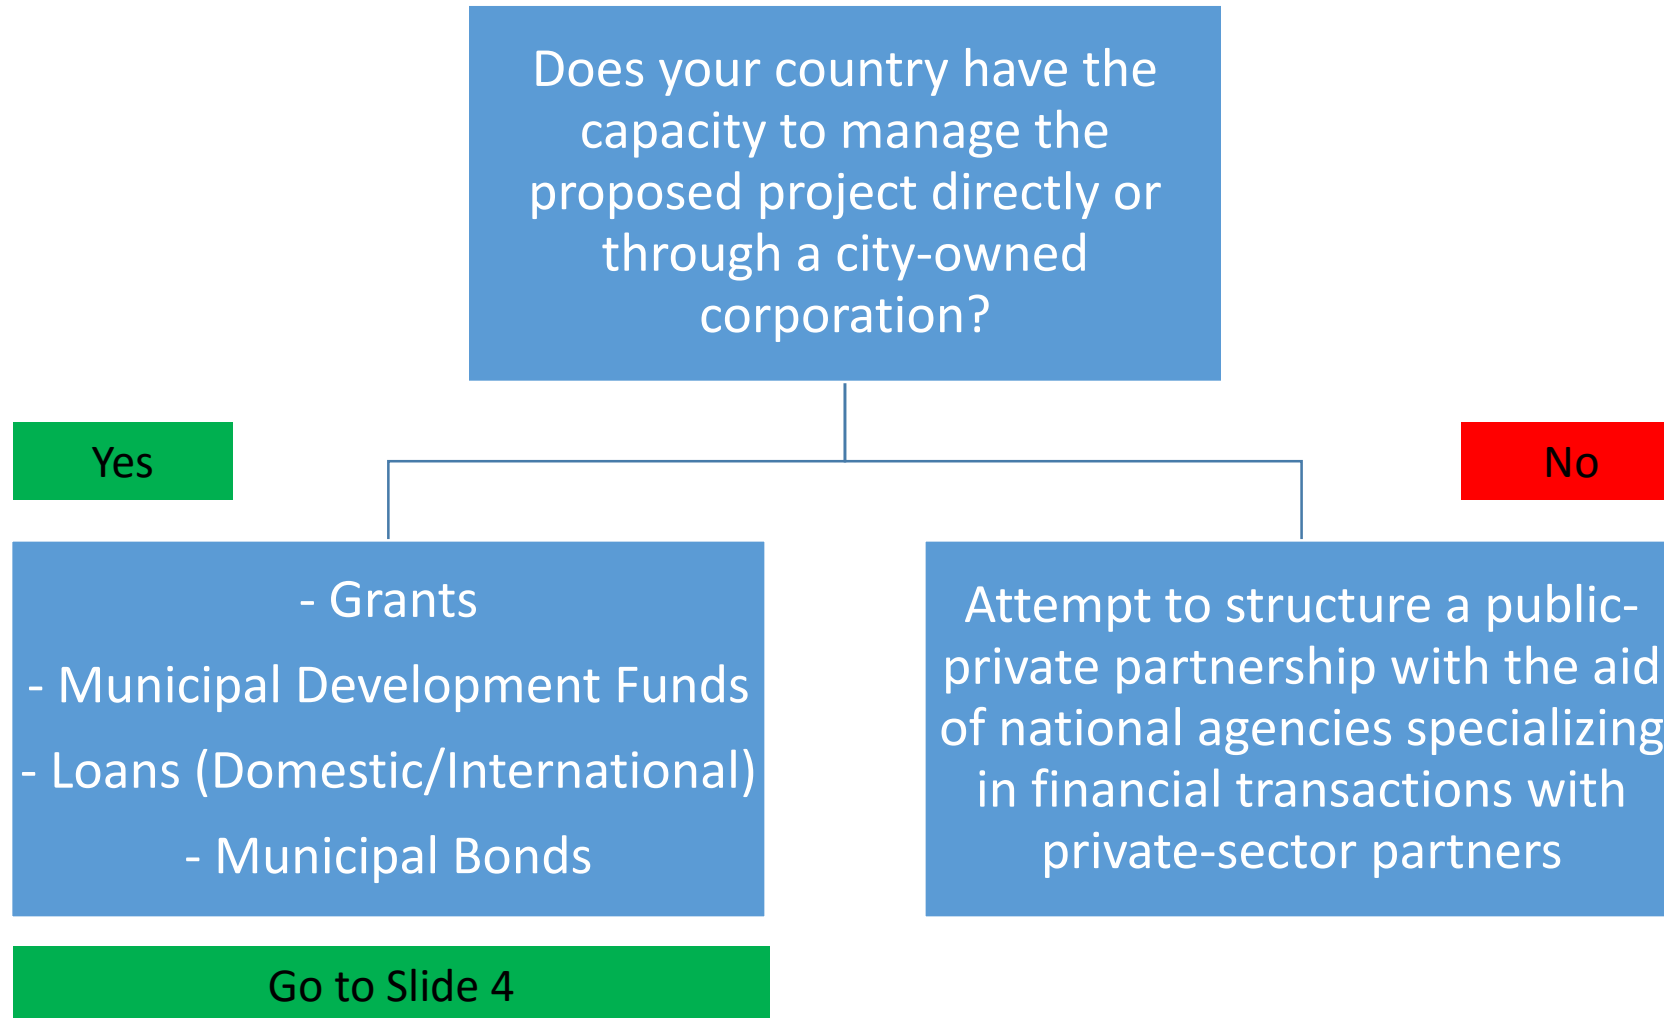 Does your country have the
capacity to manage the
proposed project directly or
through a city-owned
corporation?
Yes
No
- Grants
- Municipal Development Funds
- Loans (Domestic/International)
- Municipal Bonds
Attempt to structure a public-
private partnership with the aid
of national agencies specializing
in financial transactions with
private-sector partners
Go to Slide 4